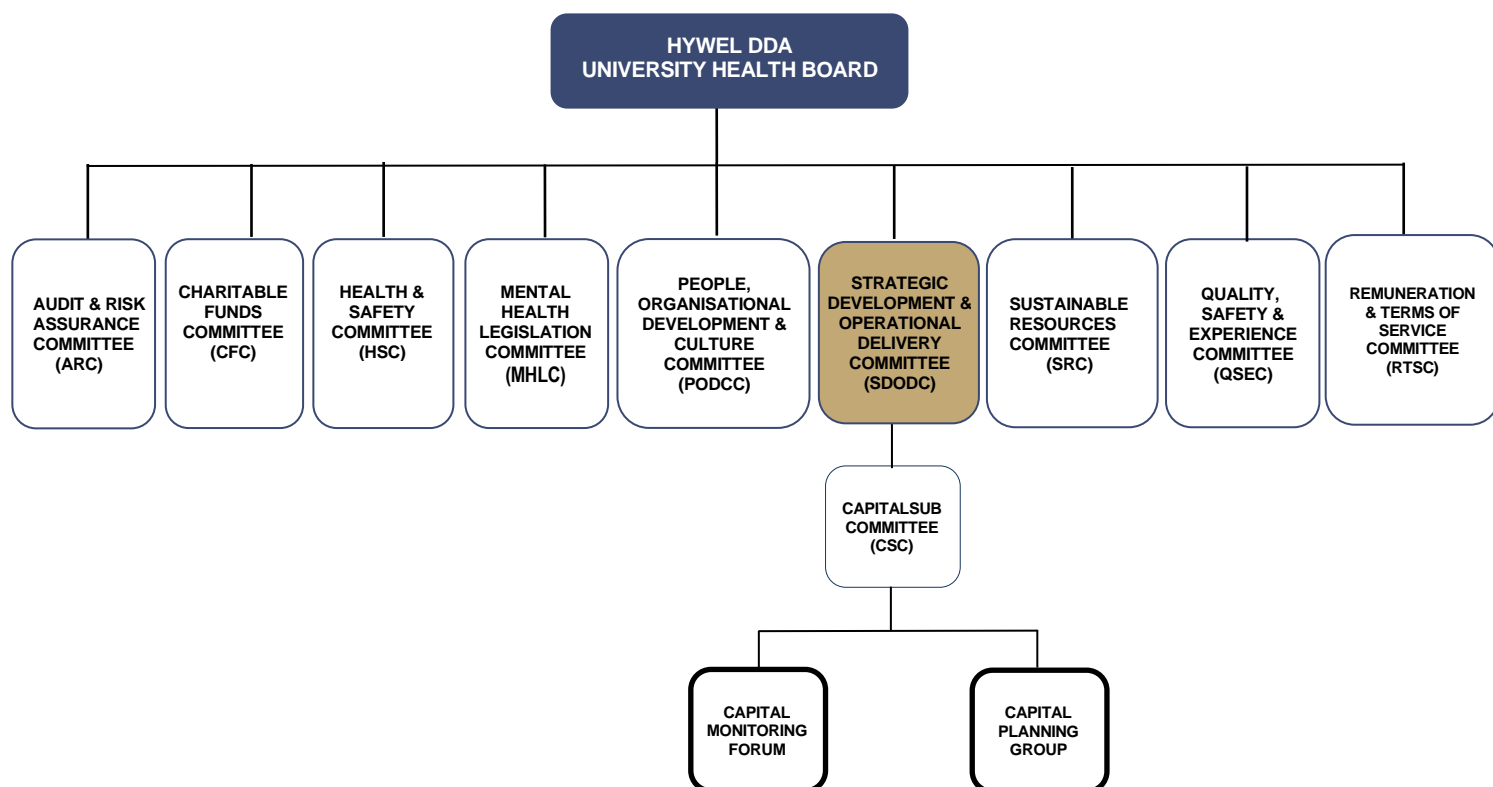 HYWEL DDA
UNIVERSITY HEALTH BOARD
AUDIT & RISK
ASSURANCE
COMMITTEE
(ARC)
CHARITABLE
FUNDS
COMMITTEE
(CFC)
HEALTH &
SAFETY
COMMITTEE
(HSC)
MENTAL
HEALTH
LEGISLATION
COMMITTEE
(MHLC)
PEOPLE,
ORGANISATIONAL
DEVELOPMENT &
CULTURE
COMMITTEE
(PODCC)
STRATEGIC
DEVELOPMENT &
OPERATIONAL
DELIVERY
COMMITTEE
(SDODC)
SUSTAINABLE
RESOURCES
COMMITTEE
(SRC)
QUALITY,
SAFETY &
EXPERIENCE
COMMITTEE
(QSEC)
REMUNERATION
& TERMS OF
SERVICE
COMMITTEE
(RTSC)
CAPITALSUB
COMMITTEE
(CSC)
CAPITAL
MONITORING
FORUM
CAPITAL
PLANNING
GROUP